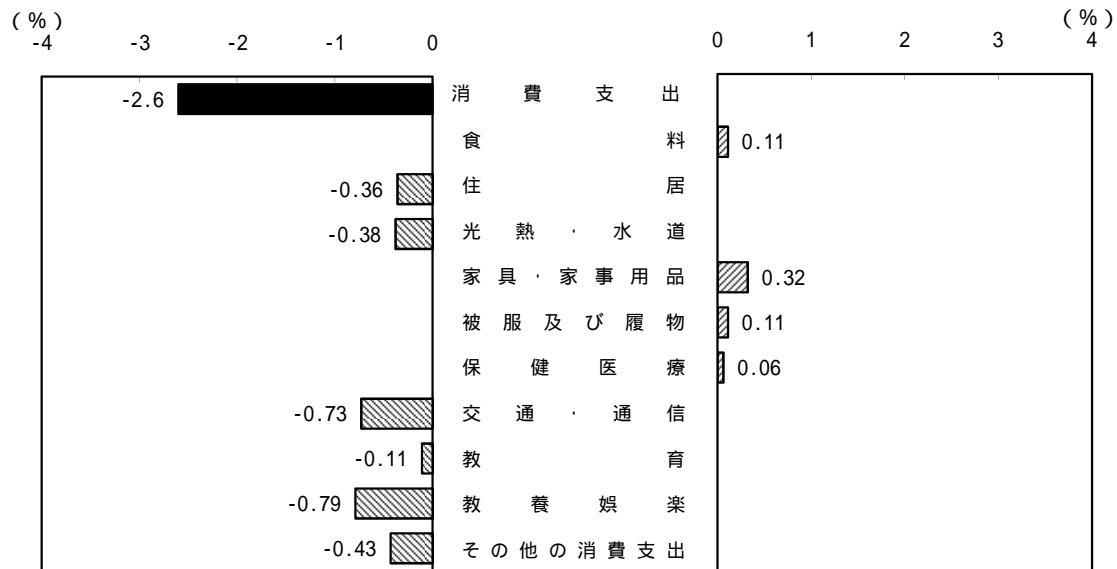 (%) (%)
-4 -3 -2 -1 0 0 1 2 3 4
-2.6 消費支出
食料 0.11
-0.36 住居
-0.38 光熱・水道
家具・家事用品 0.32
被服及び履物 0.11
保健医療 0.06
-0.73 交通・通信
-0.11 教育
-0.79 教養娯楽
-0.43 その他の消費支出